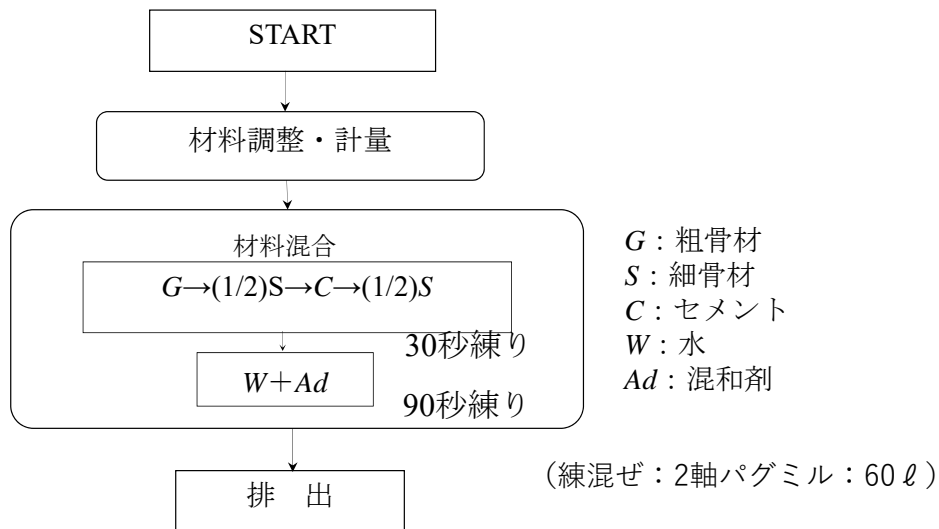 START
材料調整・計量
材料混合
G→(1/2)S→C→(1/2)S
30秒練り
W＋Ad
90秒練り
排　出
G：粗骨材
S：細骨材
C：セメント
W：水
Ad：混和剤
（練混ぜ：2軸パグミル：60ℓ）